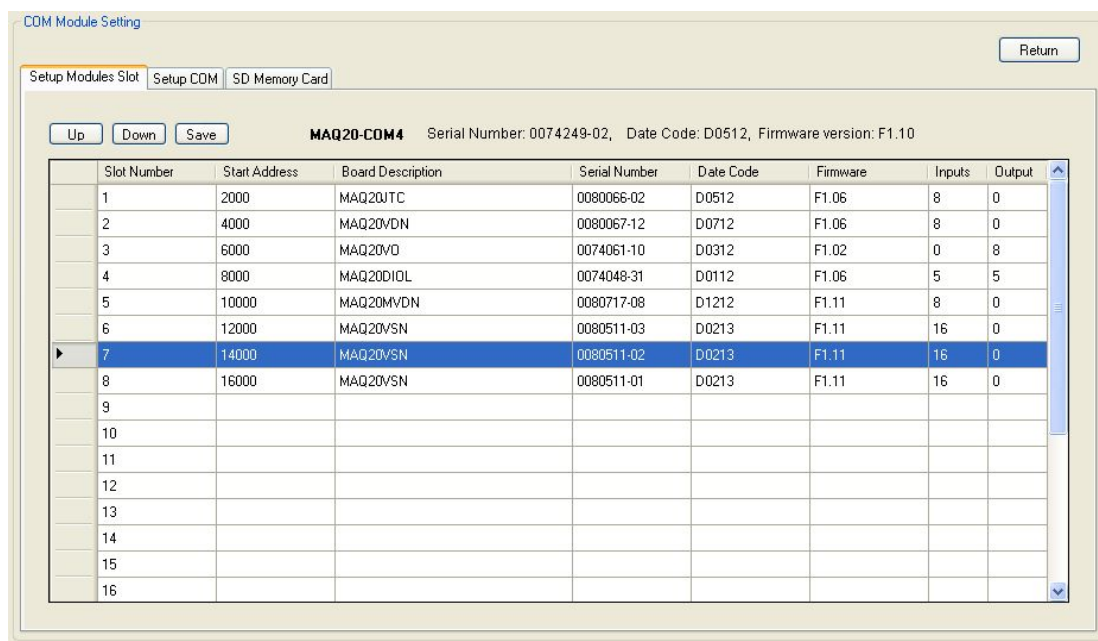 COM Module Setting
Return
Setup Modules Slot Setup COM SD Memory Card
Up Down Save MAQ20-COM4 Serial Number: 0074249-02, Date Code: D0512, Firmware version: F1.10
Slot Number Start Address Board Description Serial Number Date Code Firmware Inputs Output
1 2000 MAQ20JTC 0080066-02 D0512 F1.06 8 0
2 4000 MAQ20VDN 0080067-12 D0712 F1.06 8 0
3 6000 MAQ20VO 0074061-10 D0312 F1.02 0 8
4 8000 MAQ20DIOL 0074048-31 D0112 F1.06 5 5
5 10000 MAQ20MVDN 0080717-08 D1212 F1.11 8 0
6 12000 MAQ20VSN 0080511-03 D0213 F1.11 16 0
7 14000 MAQ20VSN 0080511-02 D0213 F1.11 16 0
8 16000 MAQ20VSN 0080511-01 D0213 F1.11 16 0
9
10
11
12
13
14
15
16